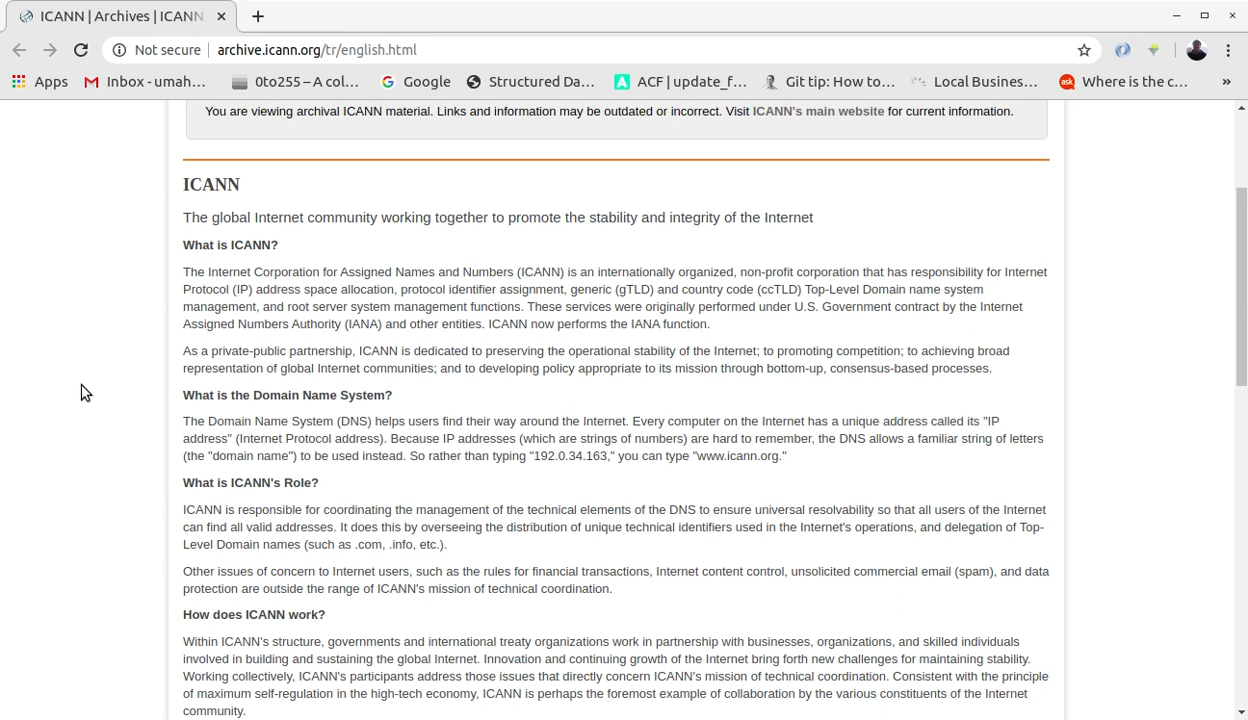 ICANN | Archives | ICANN
Not secure archive.icann.org/tr/english.html
Apps Inbox - umah... 0to255 – A col... Google Structured Da... ACF | update_f... Git tip: How to... Local Busines... ask Where is the c... »
You are viewing archival ICANN material. Links and information may be outdated or incorrect. Visit ICANN's main website for current information.
ICANN
The global Internet community working together to promote the stability and integrity of the Internet
What is ICANN?
The Internet Corporation for Assigned Names and Numbers (ICANN) is an internationally organized, non-profit corporation that has responsibility for Internet
Protocol (IP) address space allocation, protocol identifier assignment, generic (gTLD) and country code (ccTLD) Top-Level Domain name system
management, and root server system management functions. These services were originally performed under U.S. Government contract by the Internet
Assigned Numbers Authority (IANA) and other entities. ICANN now performs the IANA function.
As a private-public partnership, ICANN is dedicated to preserving the operational stability of the Internet; to promoting competition; to achieving broad
representation of global Internet communities; and to developing policy appropriate to its mission through bottom-up, consensus-based processes.
What is the Domain Name System?
The Domain Name System (DNS) helps users find their way around the Internet. Every computer on the Internet has a unique address called its "IP
address" (Internet Protocol address). Because IP addresses (which are strings of numbers) are hard to remember, the DNS allows a familiar string of letters
(the "domain name") to be used instead. So rather than typing "192.0.34.163," you can type "www.icann.org."
What is ICANN's Role?
ICANN is responsible for coordinating the management of the technical elements of the DNS to ensure universal resolvability so that all users of the Internet
can find all valid addresses. It does this by overseeing the distribution of unique technical identifiers used in the Internet's operations, and delegation of Top-
Level Domain names (such as .com, .info, etc.).
Other issues of concern to Internet users, such as the rules for financial transactions, Internet content control, unsolicited commercial email (spam), and data
protection are outside the range of ICANN's mission of technical coordination.
How does ICANN work?
Within ICANN's structure, governments and international treaty organizations work in partnership with businesses, organizations, and skilled individuals
involved in building and sustaining the global Internet. Innovation and continuing growth of the Internet bring forth new challenges for maintaining stability.
Working collectively, ICANN's participants address those issues that directly concern ICANN's mission of technical coordination. Consistent with the principle
of maximum self-regulation in the high-tech economy, ICANN is perhaps the foremost example of collaboration by the various constituents of the Internet
community.